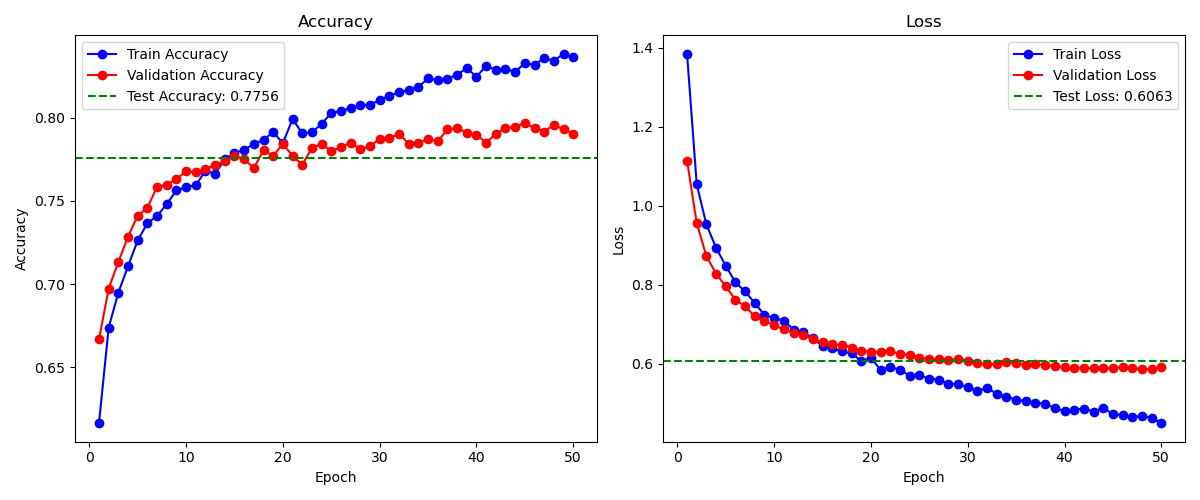 Accuracy
Train Accuracy
Validation Accuracy
Test Accuracy: 0.7756
0.80
0.75
0.70
0.65
Accuracy
0 10 20 30 40 50
Epoch
Loss
Train Loss
Validation Loss
Test Loss: 0.6063
1.4
1.2
1.0
0.8
0.6
Loss
0 10 20 30 40 50
Epoch